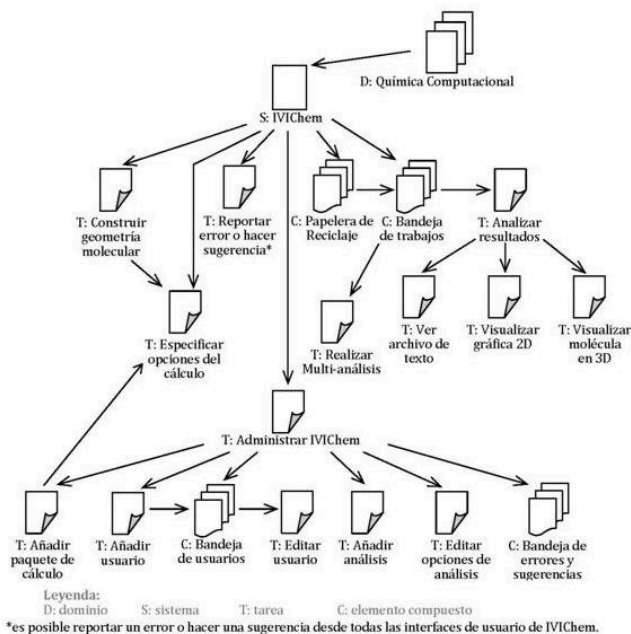 D: Química Computacional
S: IVIChem
T: Construir
geometría
molecular
T: Reportar
error o hacer
sugerencia*
C: Papelera de
Reciclaje
C: Bandeja
de trabajos
T: Analizar
resultados
T: Especificar
opciones del
cálculo
T: Realizar
Multi-análisis
T: Ver
archivo de
texto
T: Visualizar
gráfica 2D
T: Visualizar
molécula
en 3D
T: Administrar IVIChem
T: Añadir
paquete de
cálculo
T: Añadir
usuario
C: Bandeja
de usuarios
T: Editar
usuario
T: Añadir
análisis
T: Editar
opciones de
análisis
C: Bandeja de
errores y
sugerencias
Leyenda:
D: dominio S: sistema T: tarea C: elemento compuesto
*es posible reportar un error o hacer una sugerencia desde todas las interfaces de usuario de IVIChem.